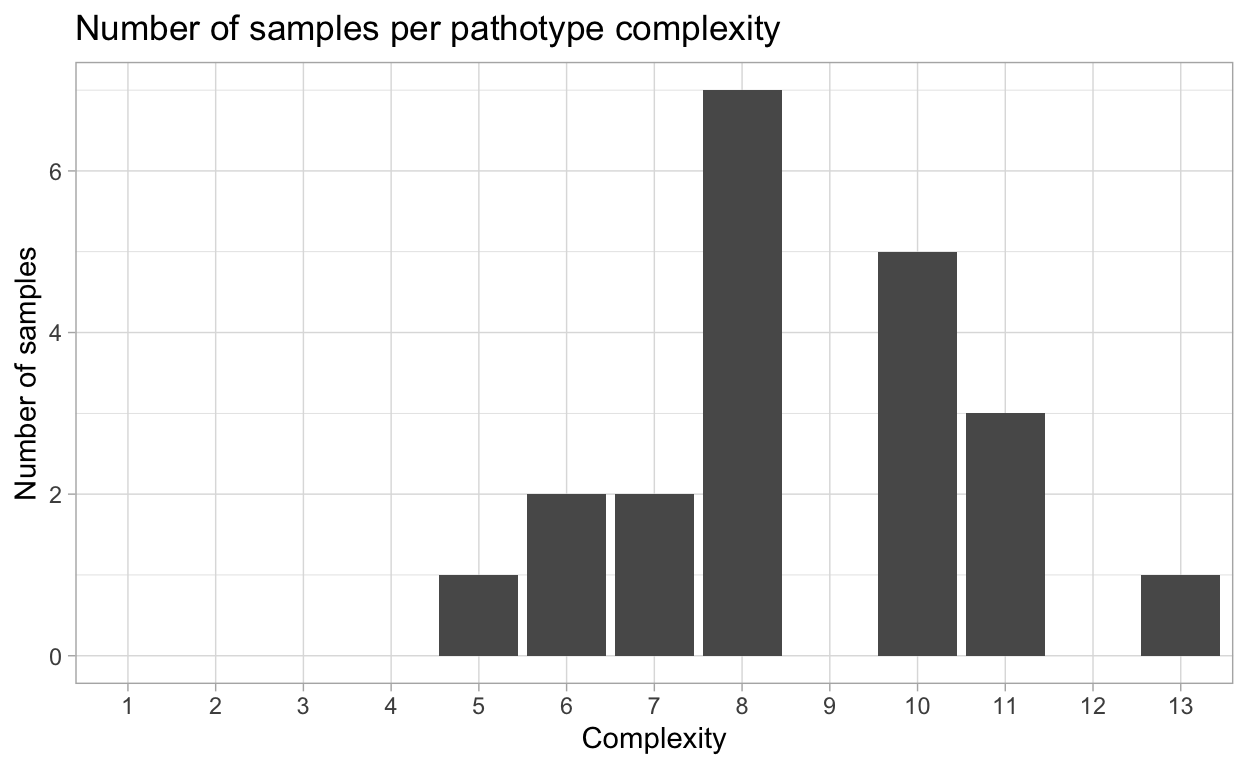 Number of samples per pathotype complexity
Number of samples
6
4
2
0
1 2 3 4 5 6 7 8 9 10 11 12 13
Complexity